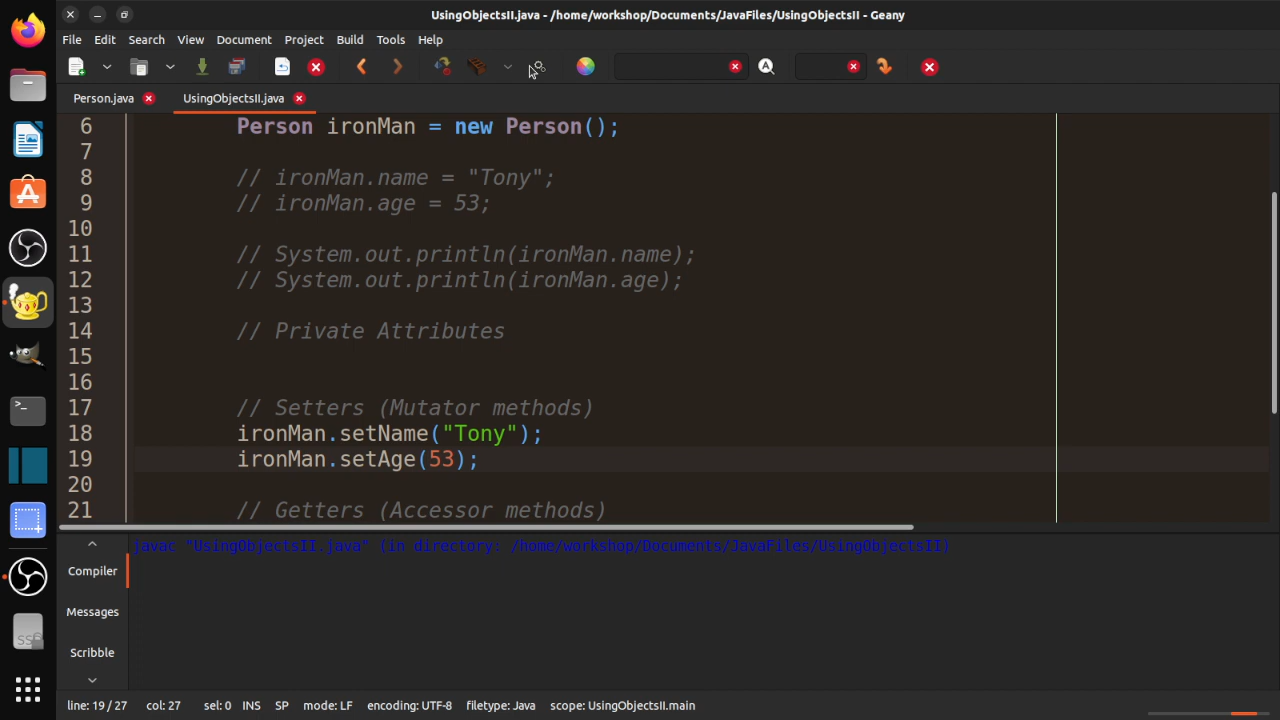 UsingObjectsII.java - /home/workshop/Documents/JavaFiles/UsingObjectsII - Geany
File Edit Search View Document Project Build Tools Help
Person.java UsingObjectsII.java
6 Person ironMan = new Person();
7
8 // ironMan.name = "Tony";
9 // ironMan.age = 53;
10
11 // System.out.println(ironMan.name);
12 // System.out.println(ironMan.age);
13
14 // Private Attributes
15
16
17 // Setters (Mutator methods)
18 ironMan.setName("Tony");
19 ironMan.setAge(53);
20
21 // Getters (Accessor methods)
javac "UsingObjectsII.java" (in directory: /home/workshop/Documents/JavaFiles/UsingObjectsII)
Compiler
Messages
Scribble
line: 19 / 27 col: 27 sel: 0 INS SP mode: LF encoding: UTF-8 filetype: Java scope: UsingObjectsII.main